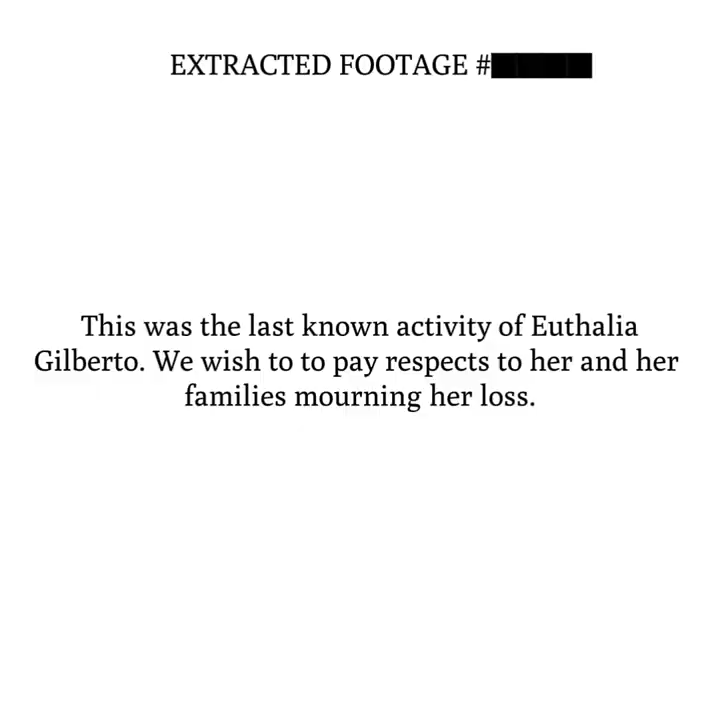 EXTRACTED FOOTAGE #
This was the last known activity of Euthalia
Gilberto. We wish to to pay respects to her and her
families mourning her loss.